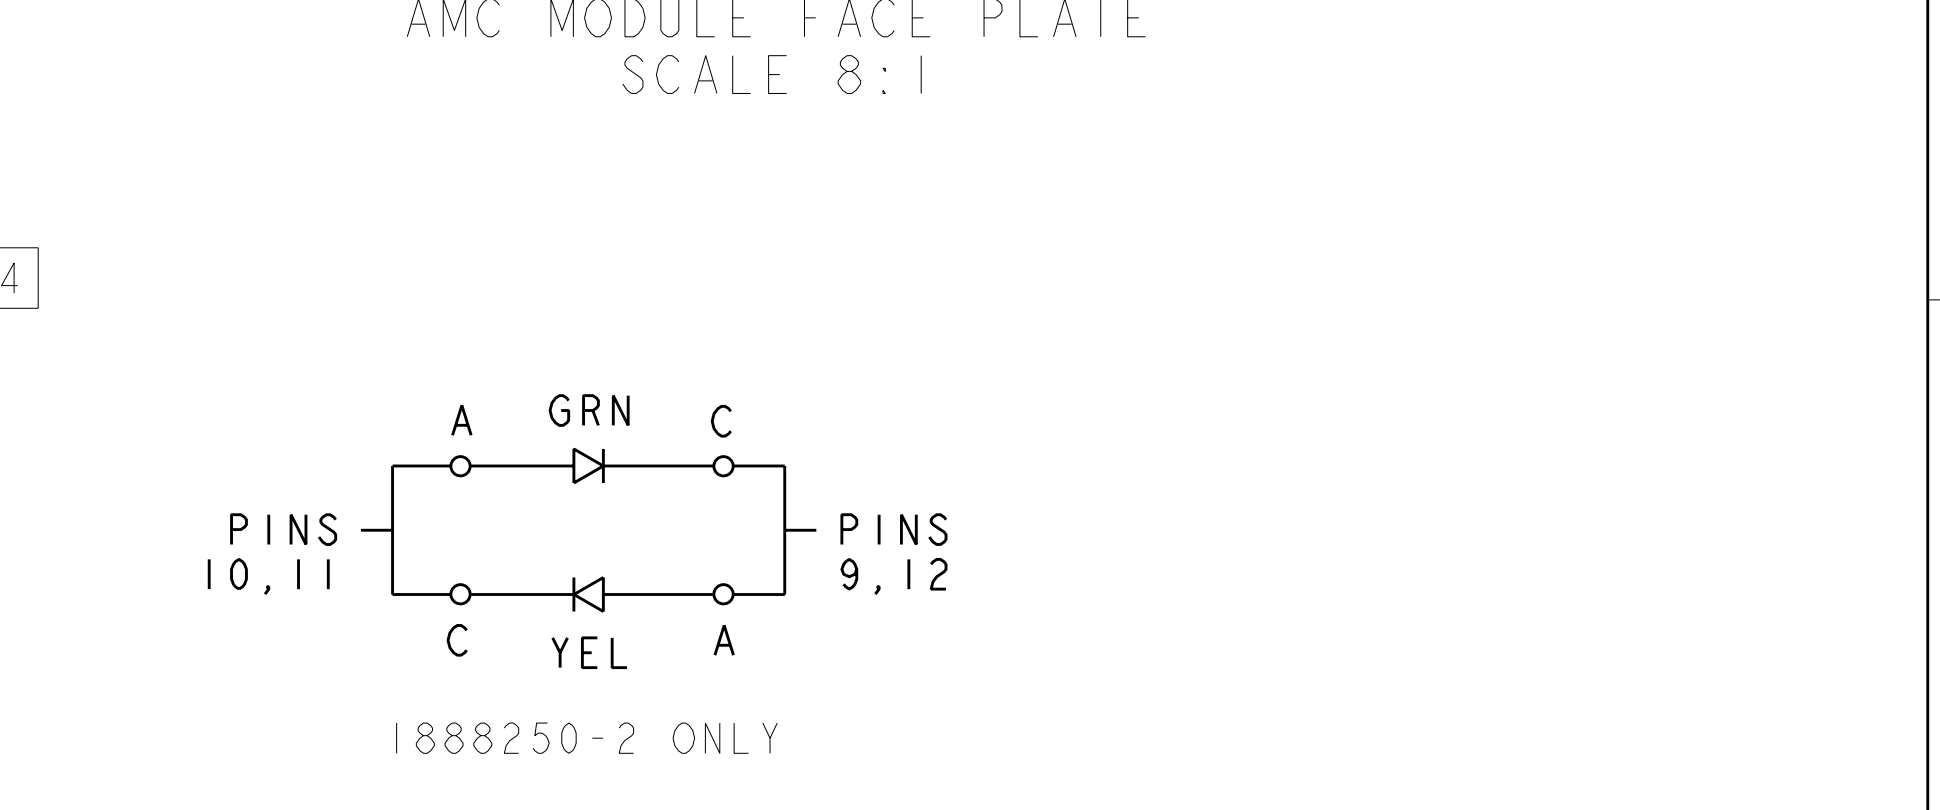 AMC MODULE FACE PLATE
SCALE 8:1
4
A GRN C
PINS
10,11
PINS
9,12
C YEL A
1888250-2 ONLY